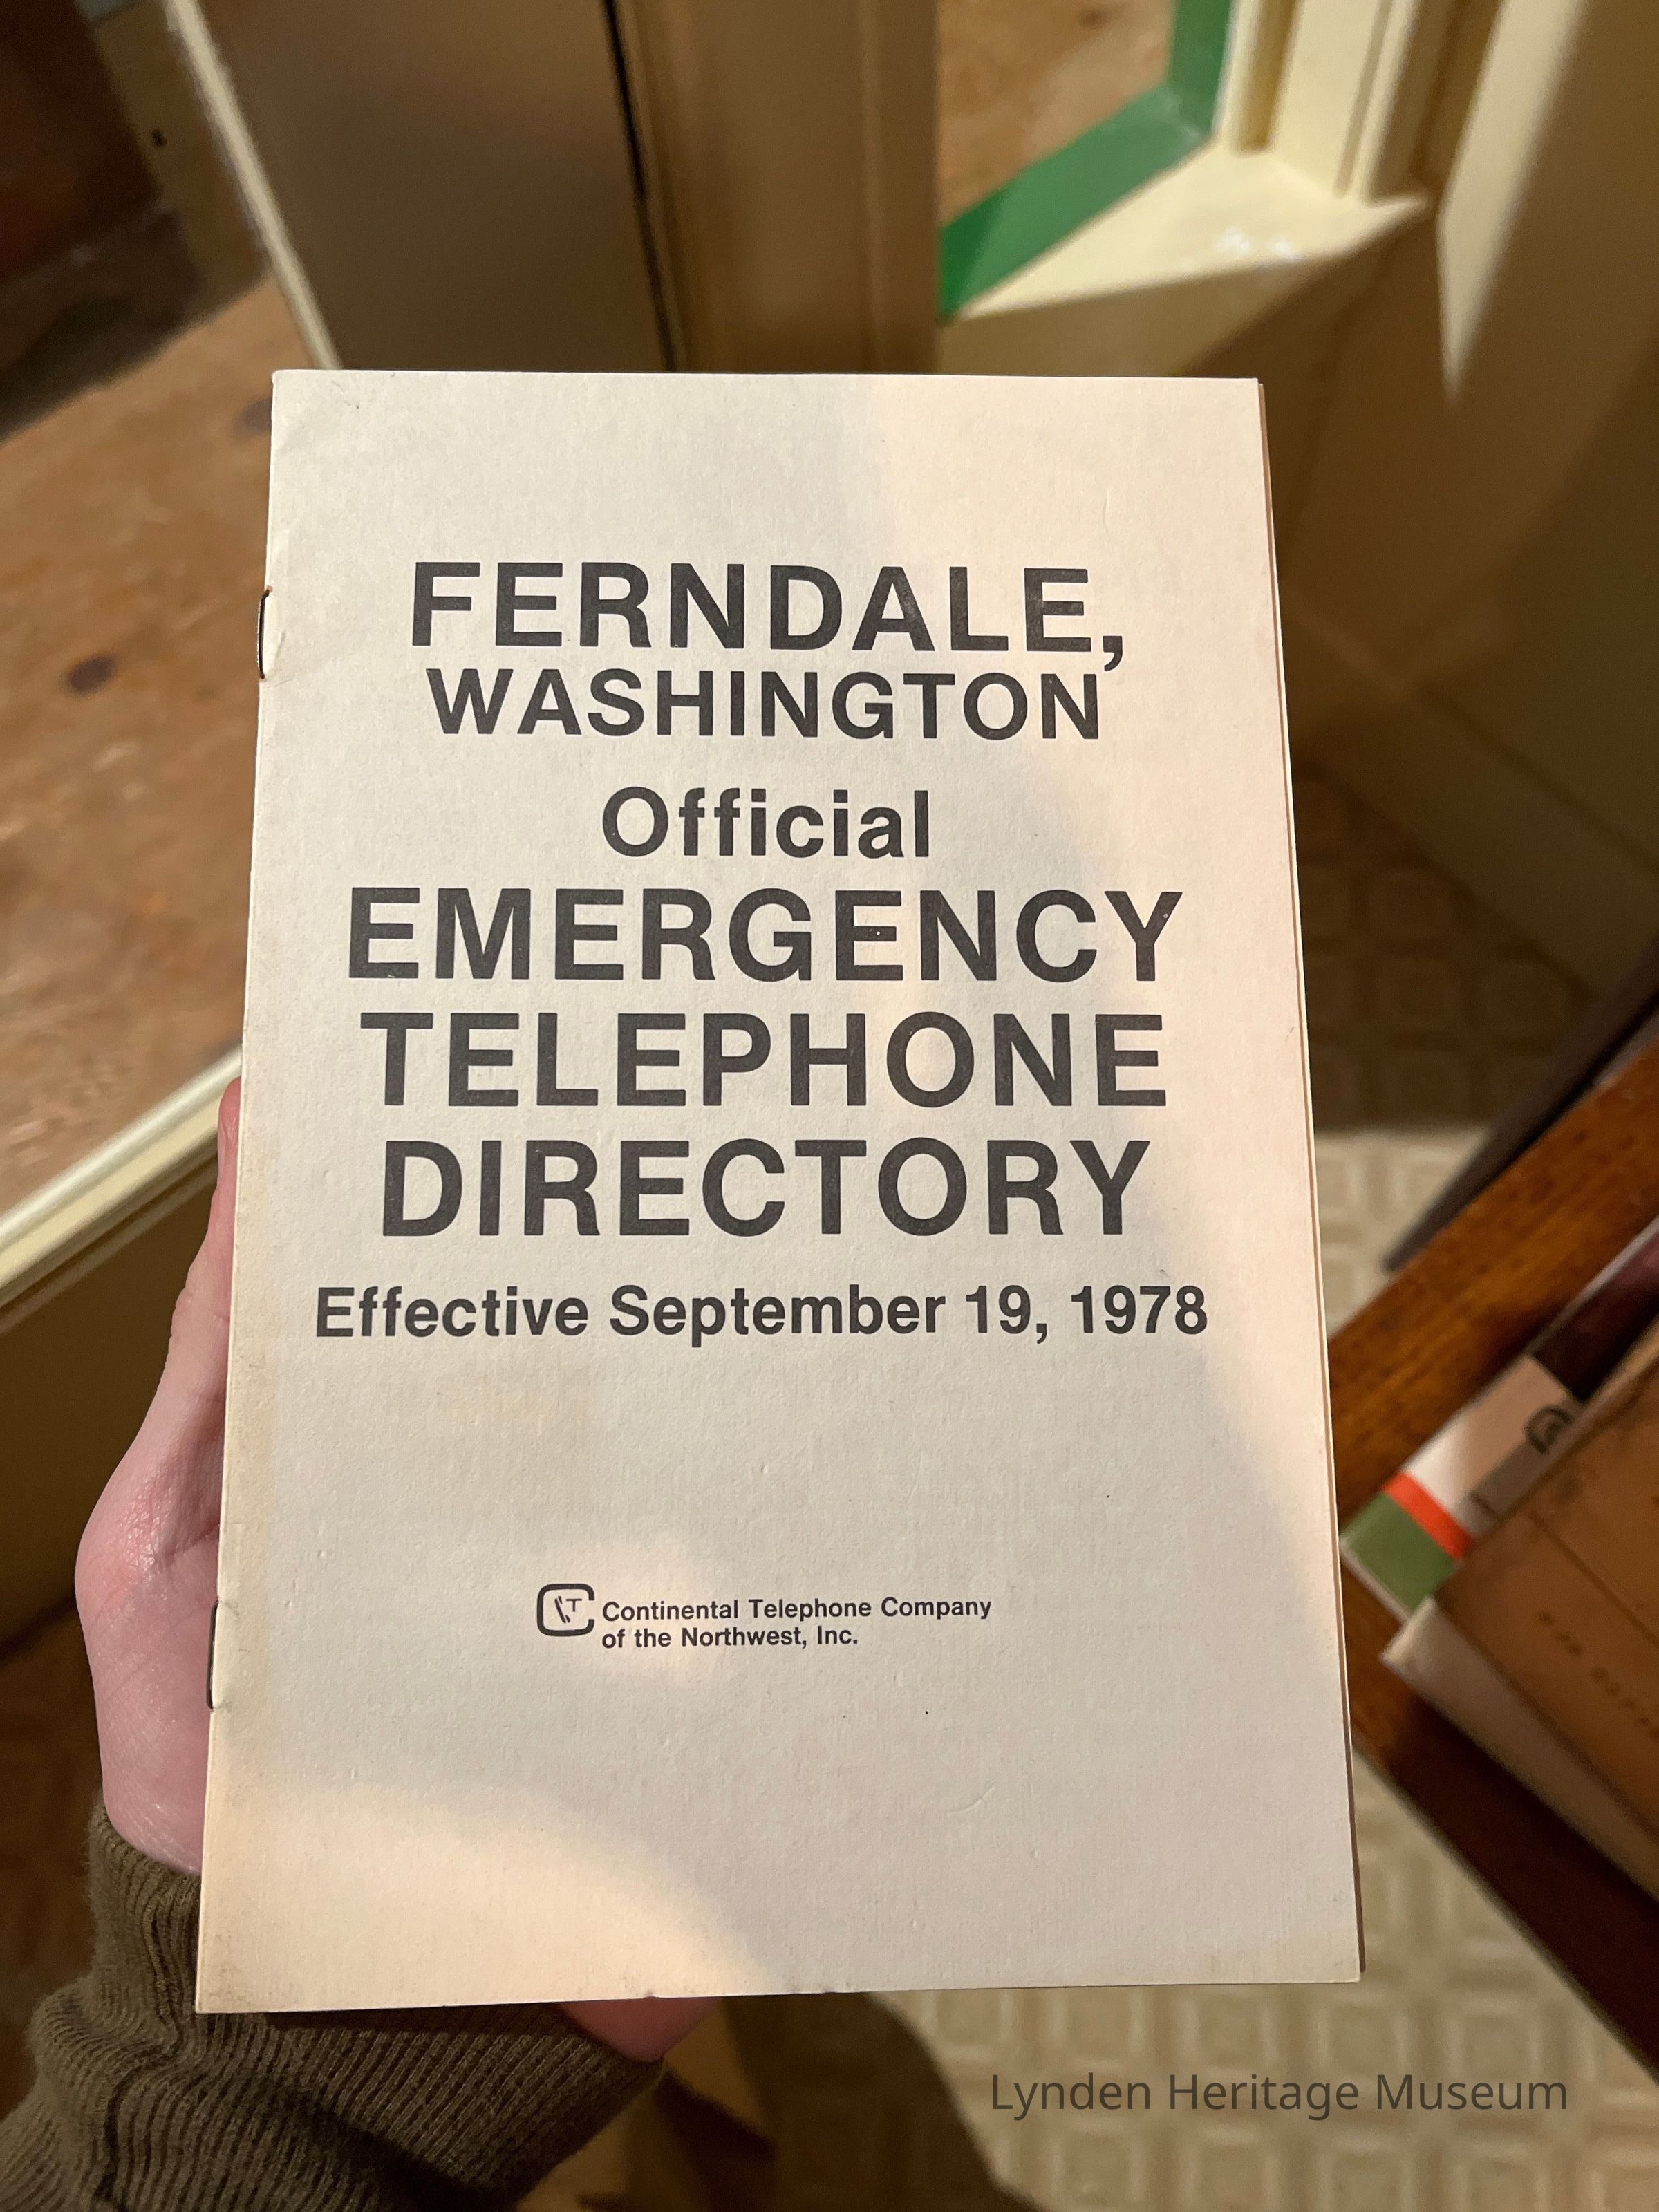 FERNDALE,
WASHINGTON
Official
EMERGENCY
TELEPHONE
DIRECTORY
Effective September 19, 1978
Continental Telephone Company
of the Northwest, Inc.
Lynden Heritage Museum